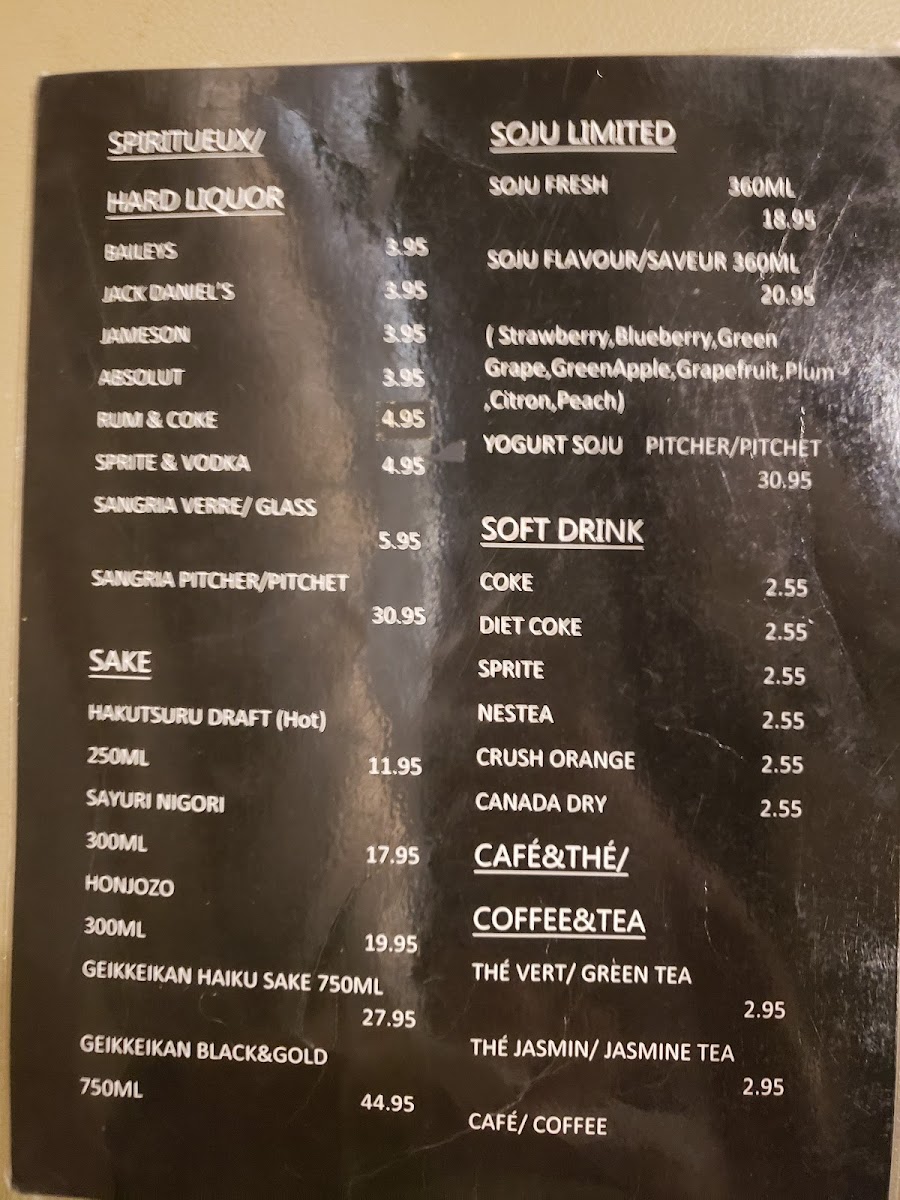 SPIRITUEUX/
HARD LIQUOR
BAILEYS 3.95
JACK DANIEL'S 3.95
JAMESON 3.95
ABSOLUT 3.95
RUM & COKE 4.95
SPRITE & VODKA 4.95
SANGRIA VERRE/ GLASS
5.95
SANGRIA PITCHER/PITCHET
30.95
SAKE
HAKUTSURU DRAFT (Hot)
250ML 11.95
SAYURI NIGORI
300ML 17.95
HONJOZO
300ML 19.95
GEIKKEIKAN HAIKU SAKE 750ML
27.95
GEIKKEIKAN BLACK&GOLD
750ML 44.95
SOJU LIMITED
SOJU FRESH 360ML
18.95
SOJU FLAVOUR/SAVEUR 360ML
20.95
( Strawberry,Blueberry,Green
Grape,GreenApple,Grapefruit,Plum
,Citron,Peach)
YOGURT SOJU PITCHER/PITCHET
30.95
SOFT DRINK
COKE 2.55
DIET COKE 2.55
SPRITE 2.55
NESTEA 2.55
CRUSH ORANGE 2.55
CANADA DRY 2.55
CAFÉ&THÉ/
COFFEE&TEA
THÉ VERT/ GREEN TEA
2.95
THÉ JASMIN/ JASMINE TEA
2.95
CAFÉ/ COFFEE